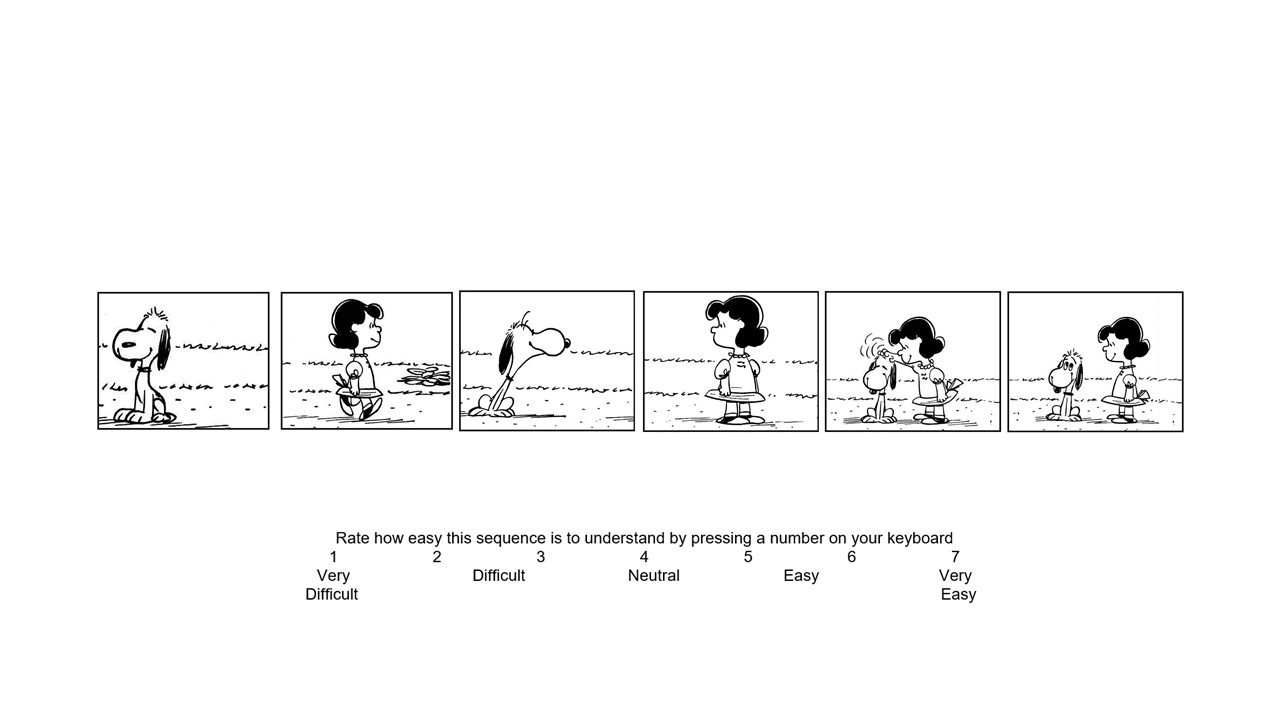 Rate how easy this sequence is to understand by pressing a number on your keyboard
1 2 3 4 5 6 7
Very Difficult Neutral Easy Very
Difficult Easy